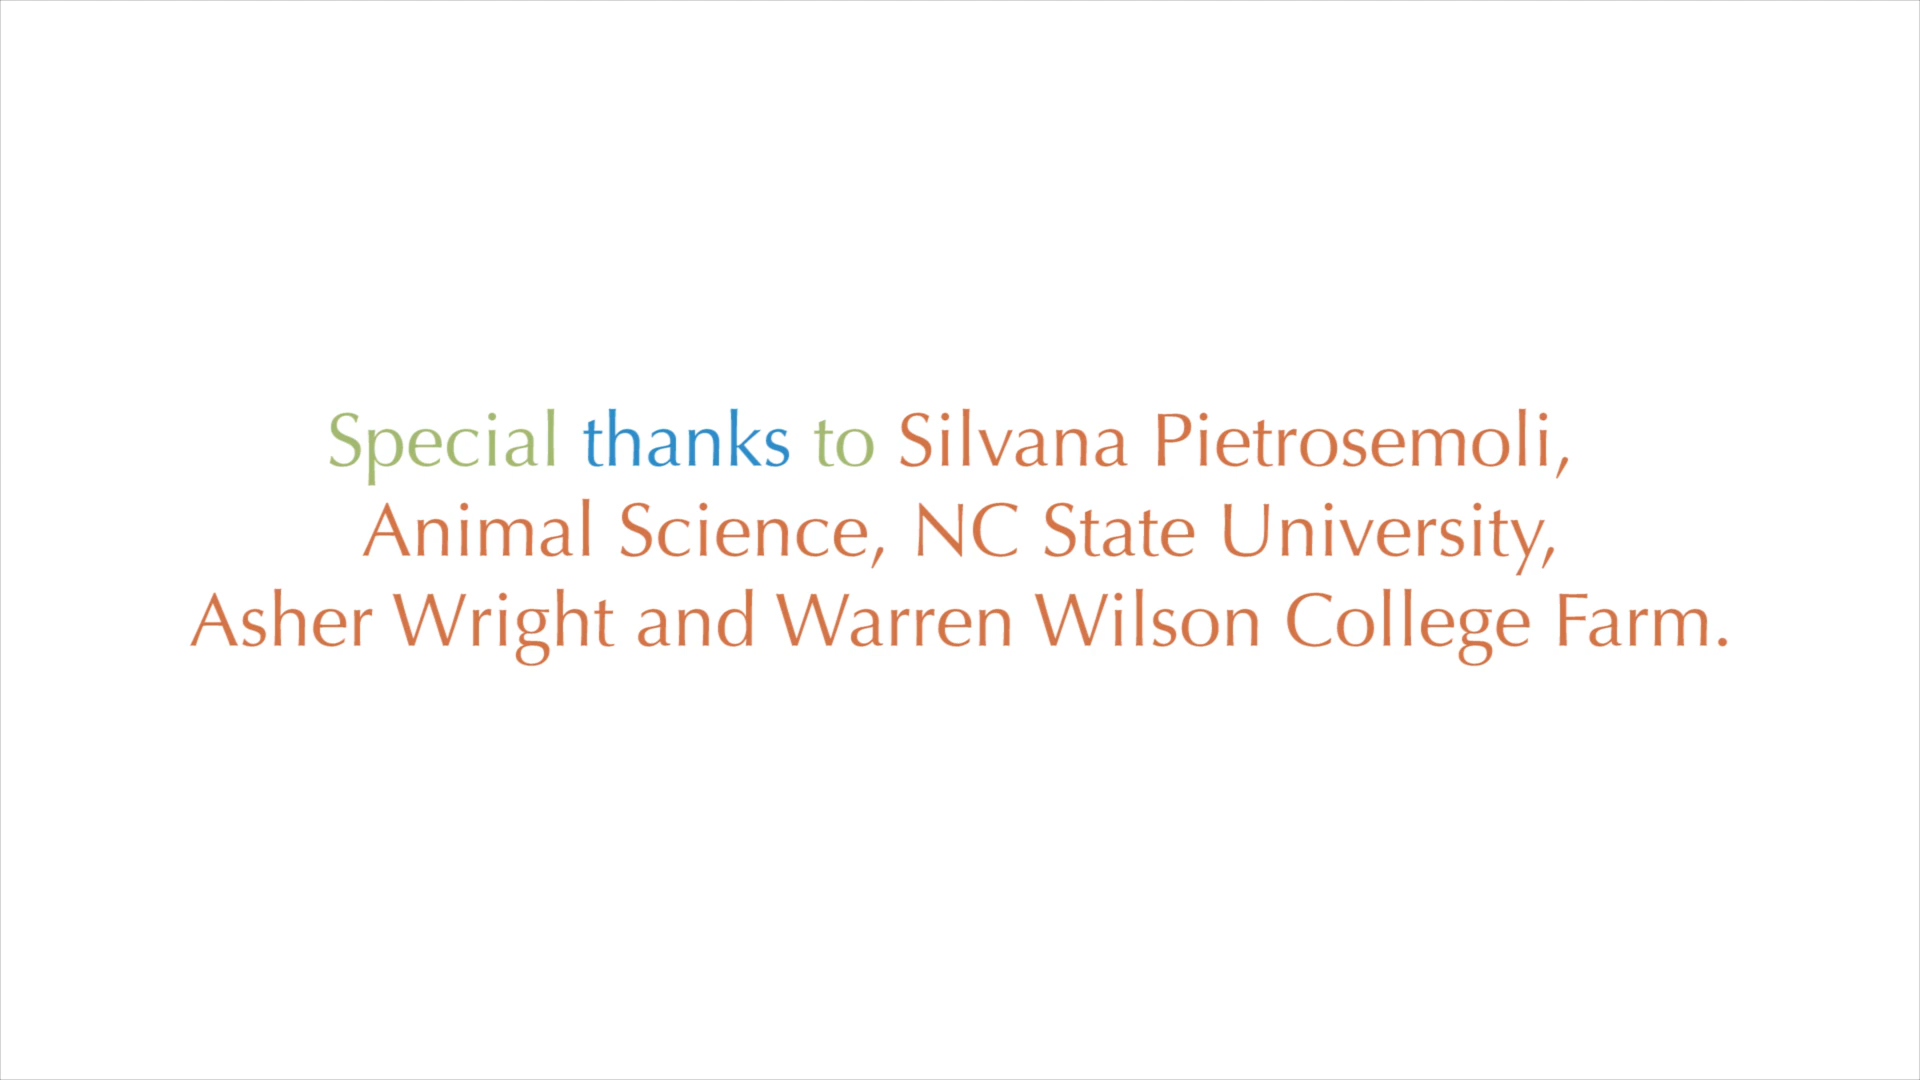 Special thanks to Silvana Pietrosemoli,
Animal Science, NC State University,
Asher Wright and Warren Wilson College Farm.